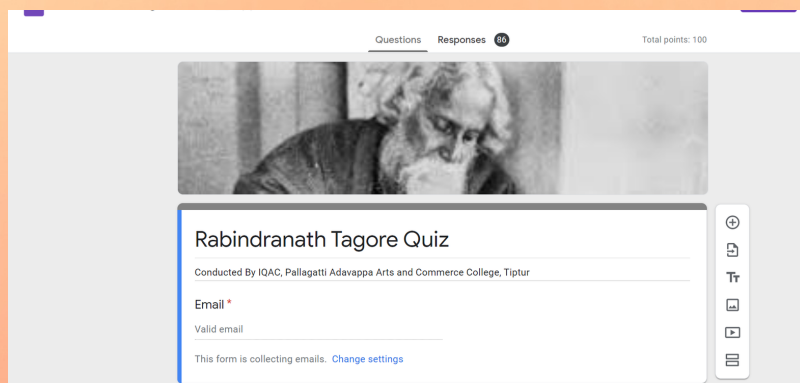 Questions Responses 86 Total points: 100
Rabindranath Tagore Quiz
Conducted By IQAC, Pallagatti Adavappa Arts and Commerce College, Tiptur
Email *
Valid email
This form is collecting emails. Change settings
TT